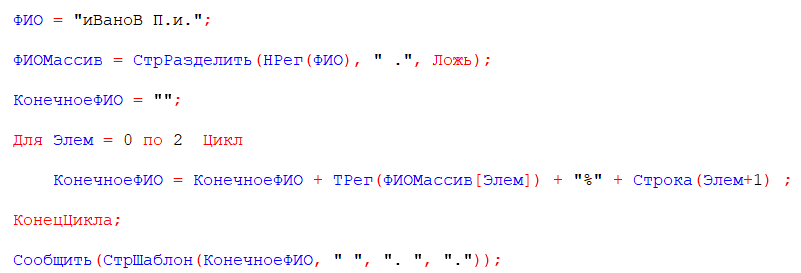 ФИО = "иВаноВ П.и.";
ФИОМассив = СтрРазделить(НРег(ФИО), " .", Ложь);
КонечноеФИО = "";
Для Элем = 0 по 2  Цикл
    КонечноеФИО = КонечноеФИО + ТРег(ФИОМассив[Элем]) + "%" + Строка(Элем+1) ;
КонецЦикла;
Сообщить(СтрШаблон(КонечноеФИО, " ", ". ", "."));